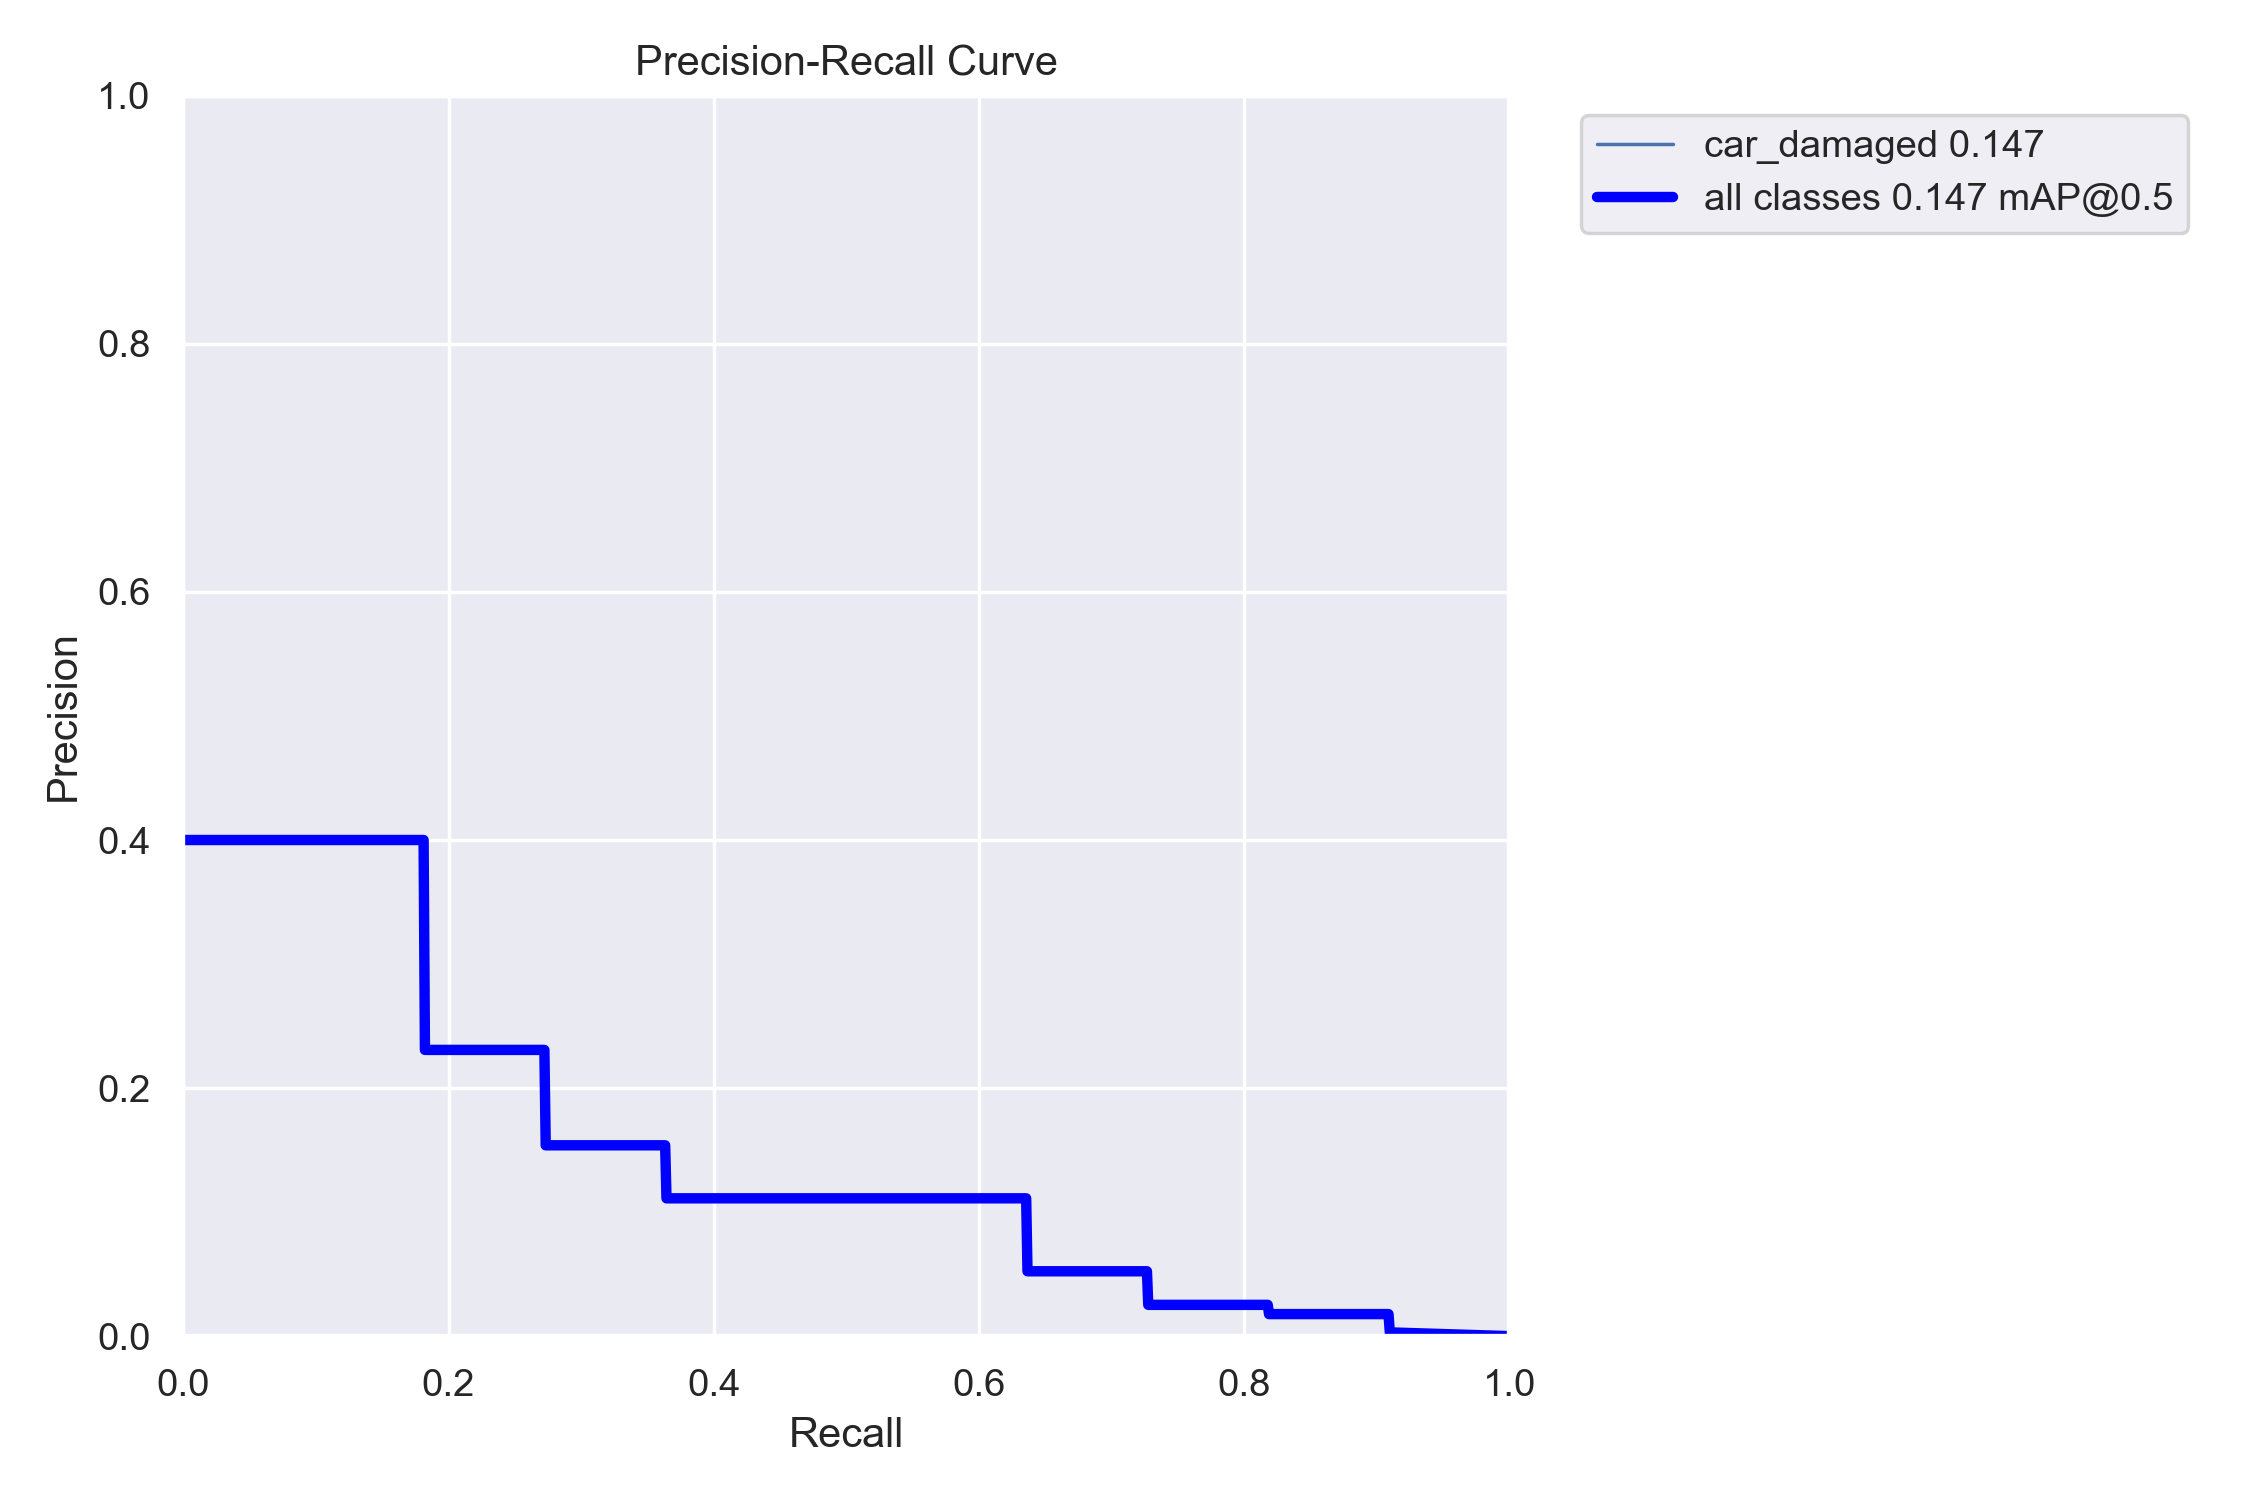 Precision-Recall Curve
1.0
0.8
0.6
0.4
0.2
0.0
Precision
0.0 0.2 0.4 0.6 0.8 1.0
Recall
car_damaged 0.147
all classes 0.147 mAP@0.5